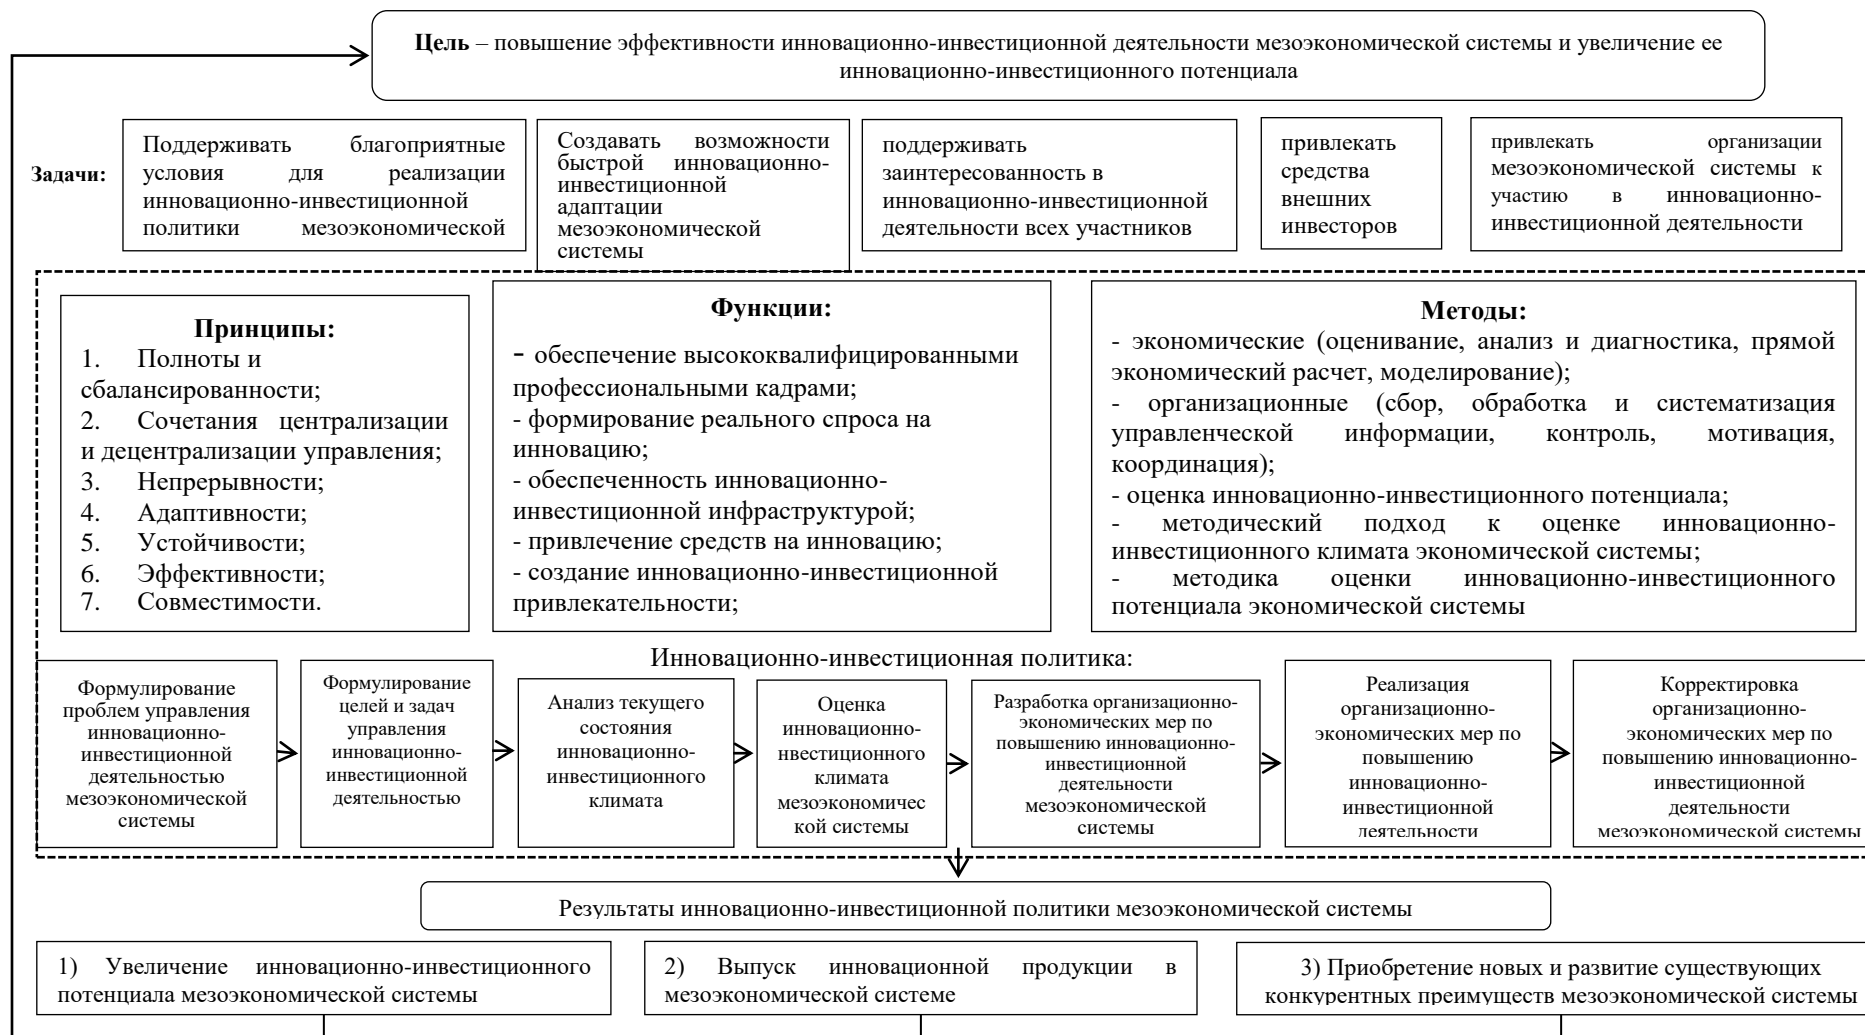 Цель – повышение эффективности инновационно-инвестиционной деятельности мезоэкономической системы и увеличение ее
инновационно-инвестиционного потенциала
Задачи:
Поддерживать благоприятные
условия для реализации
инновационно-инвестиционной
политики мезоэкономической
Создавать возможности
быстрой инновационно-
инвестиционной
адаптации
мезоэкономической
системы
поддерживать
заинтересованность в
инновационно-инвестиционной
деятельности всех участников
привлекать
средства
внешних
инвесторов
привлекать организации
мезоэкономической системы к
участию в инновационно-
инвестиционной деятельности
Принципы:
1. Полноты и
сбалансированности;
2. Сочетания централизации
и децентрализации управления;
3. Непрерывности;
4. Адаптивности;
5. Устойчивости;
6. Эффективности;
7. Совместимости.
Функции:
- обеспечение высококвалифицированными
профессиональными кадрами;
- формирование реального спроса на
инновацию;
- обеспеченность инновационно-
инвестиционной инфраструктурой;
- привлечение средств на инновацию;
- создание инновационно-инвестиционной
привлекательности;
Методы:
- экономические (оценивание, анализ и диагностика, прямой
экономический расчет, моделирование);
- организационные (сбор, обработка и систематизация
управленческой информации, контроль, мотивация,
координация);
- оценка инновационно-инвестиционного потенциала;
- методический подход к оценке инновационно-
инвестиционного климата экономической системы;
- методика оценки инновационно-инвестиционного
потенциала экономической системы
Инновационно-инвестиционная политика:
Формулирование
проблем управления
инновационно-
инвестиционной
деятельностью
мезоэкономической
системы
Формулирование
целей и задач
управления
инновационно-
инвестиционной
деятельностью
Анализ текущего
состояния
инновационно-
инвестиционного
климата
Оценка
инновационно-
нвестиционного
климата
мезоэкономичес
кой системы
Разработка организационно-
экономических мер по
повышению инновационно-
инвестиционной
деятельности
мезоэкономической
системы
Реализация
организационно-
экономических мер по
повышению
инновационно-
инвестиционной
деятельности
Корректировка
организационно-
экономических мер по
повышению инновационно-
инвестиционной
деятельности
мезоэкономической системы
Результаты инновационно-инвестиционной политики мезоэкономической системы
1) Увеличение инновационно-инвестиционного
потенциала мезоэкономической системы
2) Выпуск инновационной продукции в
мезоэкономической системе
3) Приобретение новых и развитие существующих
конкурентных преимуществ мезоэкономической системы